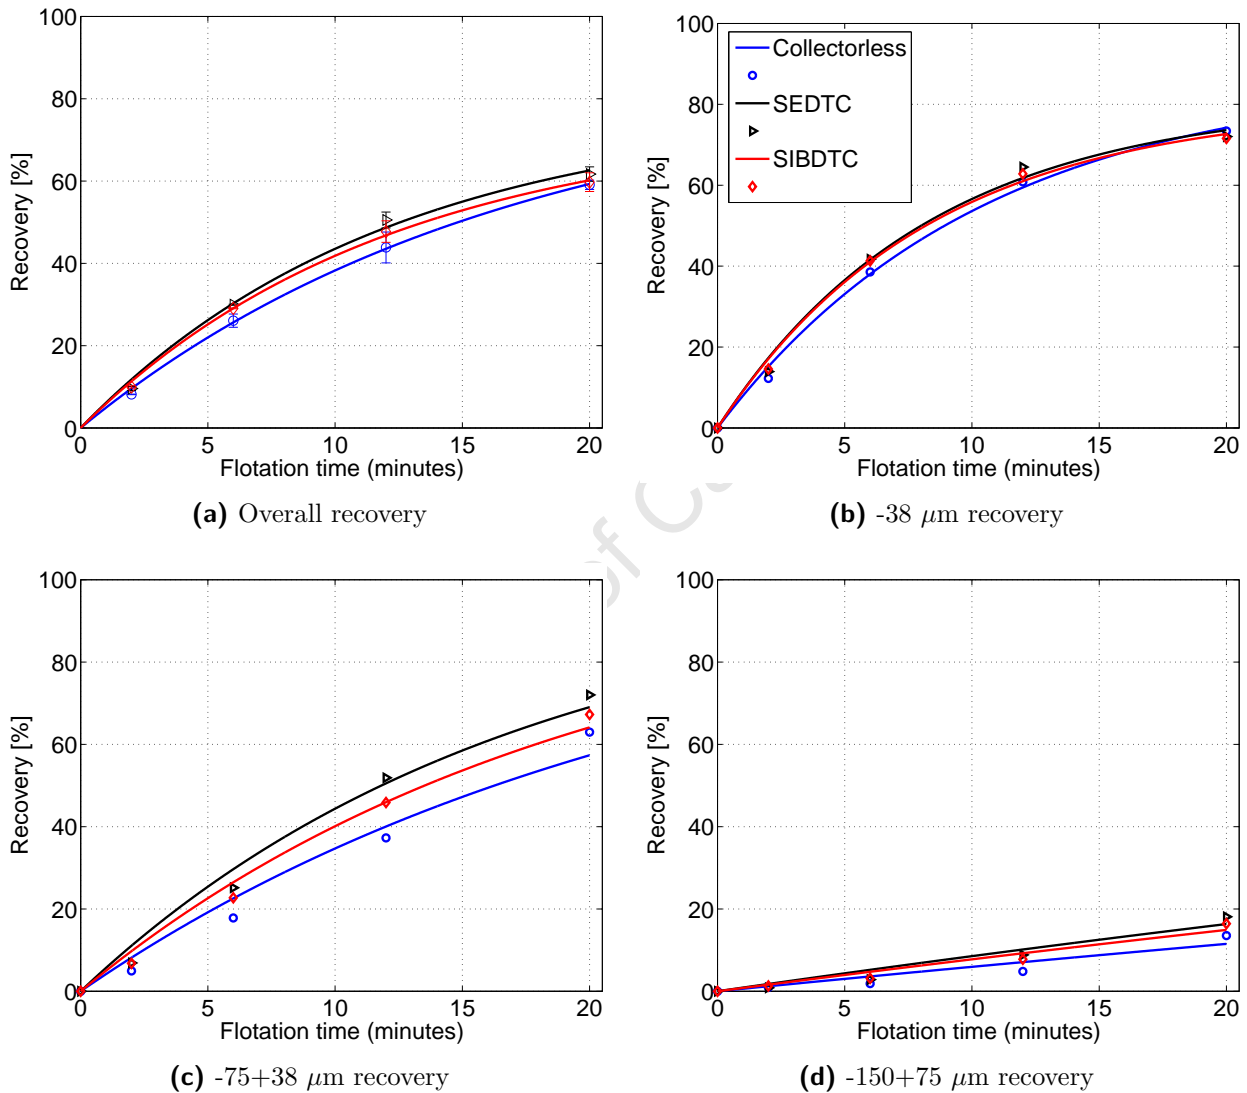 100
80
60
40
20
0
Recovery [%]
0 5 10 15 20
Flotation time (minutes)
(a) Overall recovery
100
80
60
40
20
0
Recovery [%]
Collectorless
SEDTC
SIBDTC
0 5 10 15 20
Flotation time (minutes)
(b) -38 μm recovery
of
100
80
60
40
20
0
Recovery [%]
0 5 10 15 20
Flotation time (minutes)
(c) -75+38 μm recovery
100
80
60
40
20
0
Recovery [%]
0 5 10 15 20
Flotation time (minutes)
(d) -150+75 μm recovery